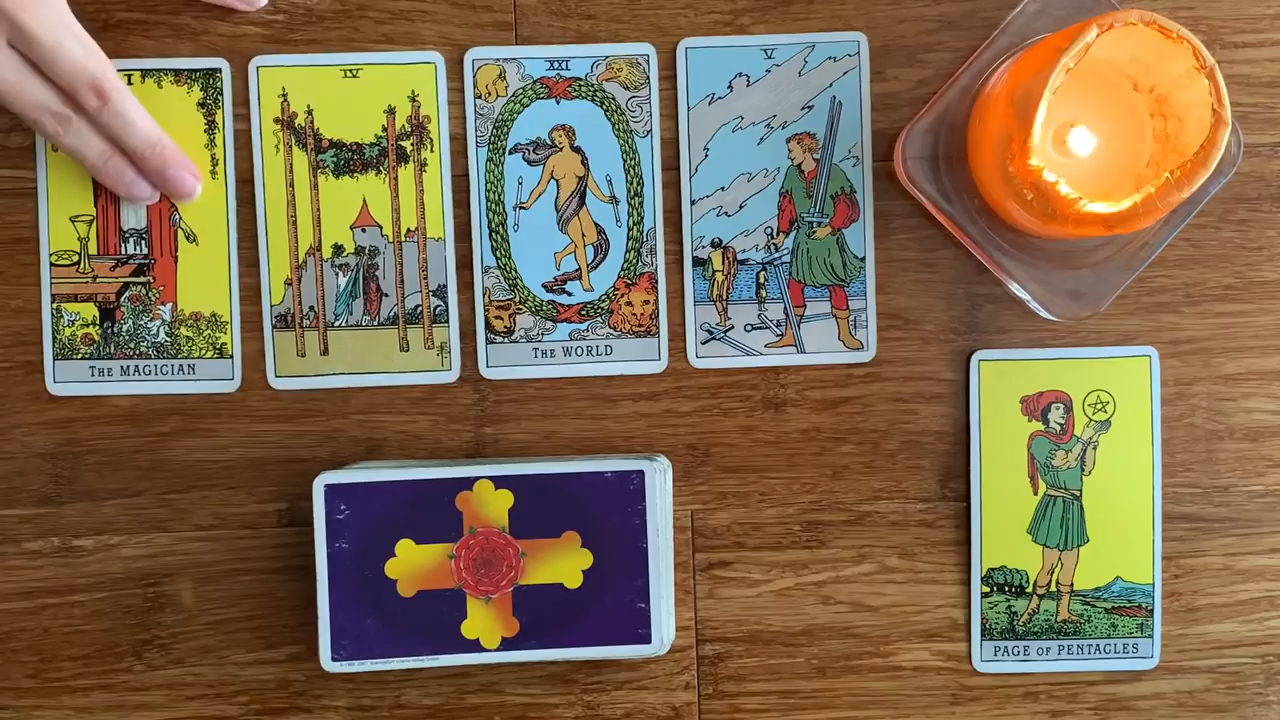 I
THE MAGICIAN
IV
XXI
THE WORLD
V
PAGE OF PENTACLES